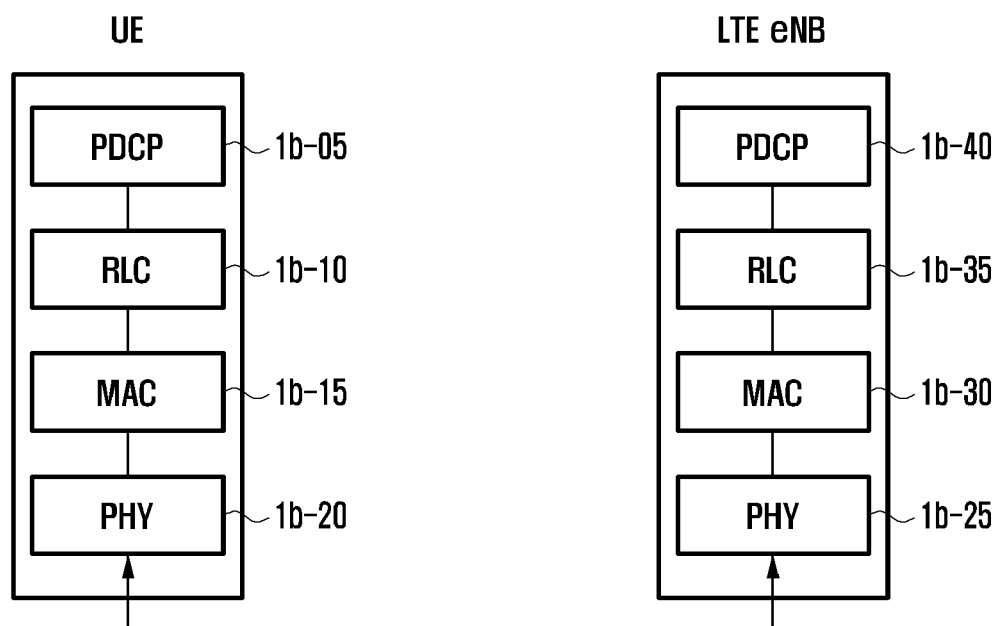 UE
LTE eNB
PDCP 1b-05
PDCP 1b-40
RLC 1b-10
RLC 1b-35
MAC 1b-15
MAC 1b-30
PHY 1b-20
PHY 1b-25